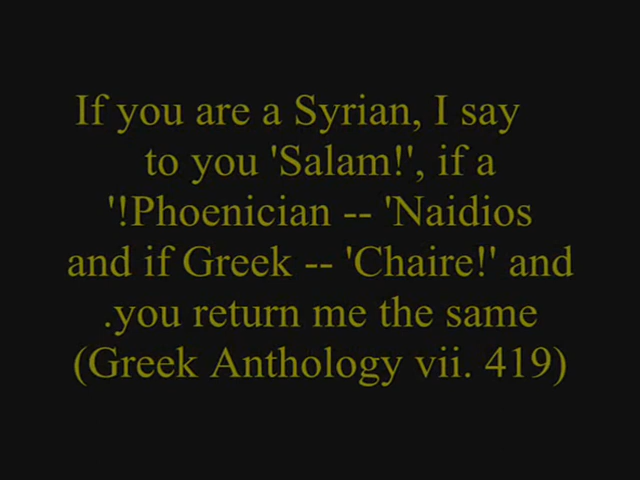 If you are a Syrian, I say
to you 'Salam!', if a
'!Phoenician -- 'Naidios
and if Greek -- 'Chaire!' and
.you return me the same
(Greek Anthology vii. 419)